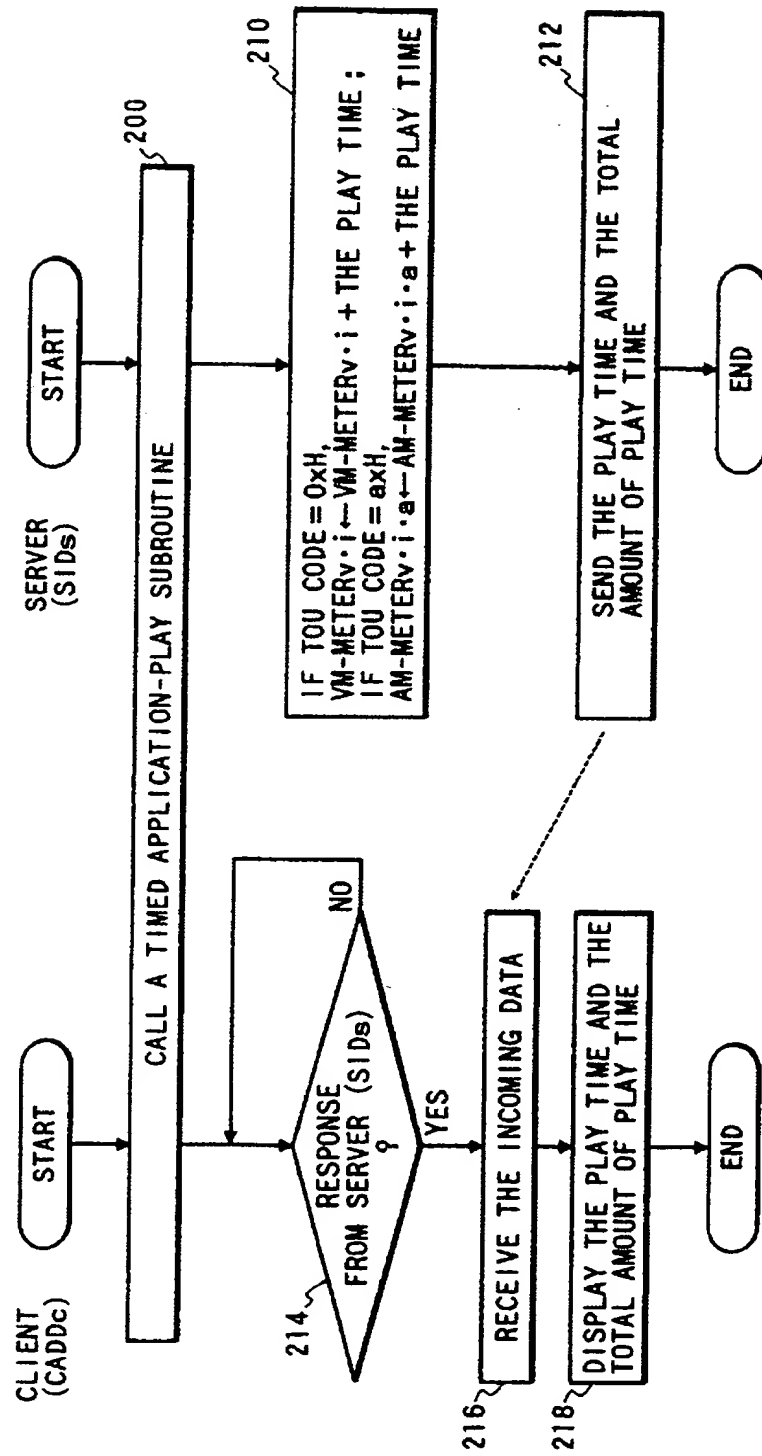 CLIENT
(CADDc)
START
SERVER
(SIDs)
START
200
CALL A TIMED APPLICATION-PLAY SUBROUTINE
214
RESPONSE
FROM SERVER (SIDs)
?
NO
YES
216
RECEIVE THE INCOMING DATA
218
DISPLAY THE PLAY TIME AND THE
TOTAL AMOUNT OF PLAY TIME
END
210
IF TOU CODE=0xH,
VM-METERv·i←VM-METERv·i+THE PLAY TIME;
IF TOU CODE=axH,
AM-METERv·i·a←AM-METERv·i·a+THE PLAY TIME
212
SEND THE PLAY TIME AND THE TOTAL
AMOUNT OF PLAY TIME
END